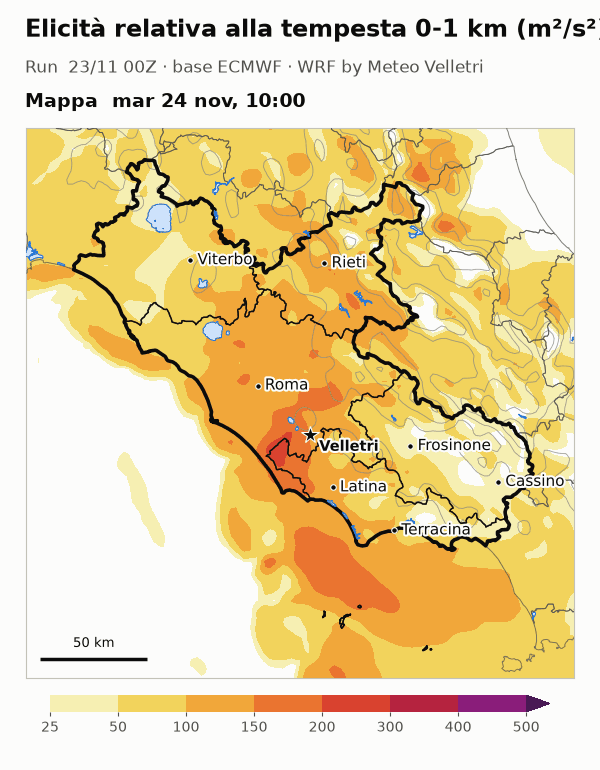 Elicità relativa alla tempesta 0-1 km (m²/s²)
Run  23/11 00Z · base ECMWF · WRF by Meteo Velletri
Mappa  mar 24 nov, 10:00
Viterbo
Rieti
Roma
Velletri
Frosinone
Cassino
Latina
Terracina
50 km
25 50 100 150 200 300 400 500